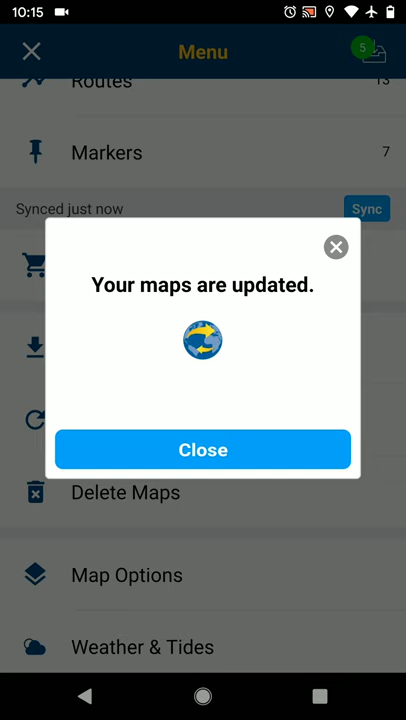 10:15
Menu
5
Routes 13
Markers 7
Synced just now Sync
Your maps are updated.
Close
Delete Maps
Map Options
Weather & Tides